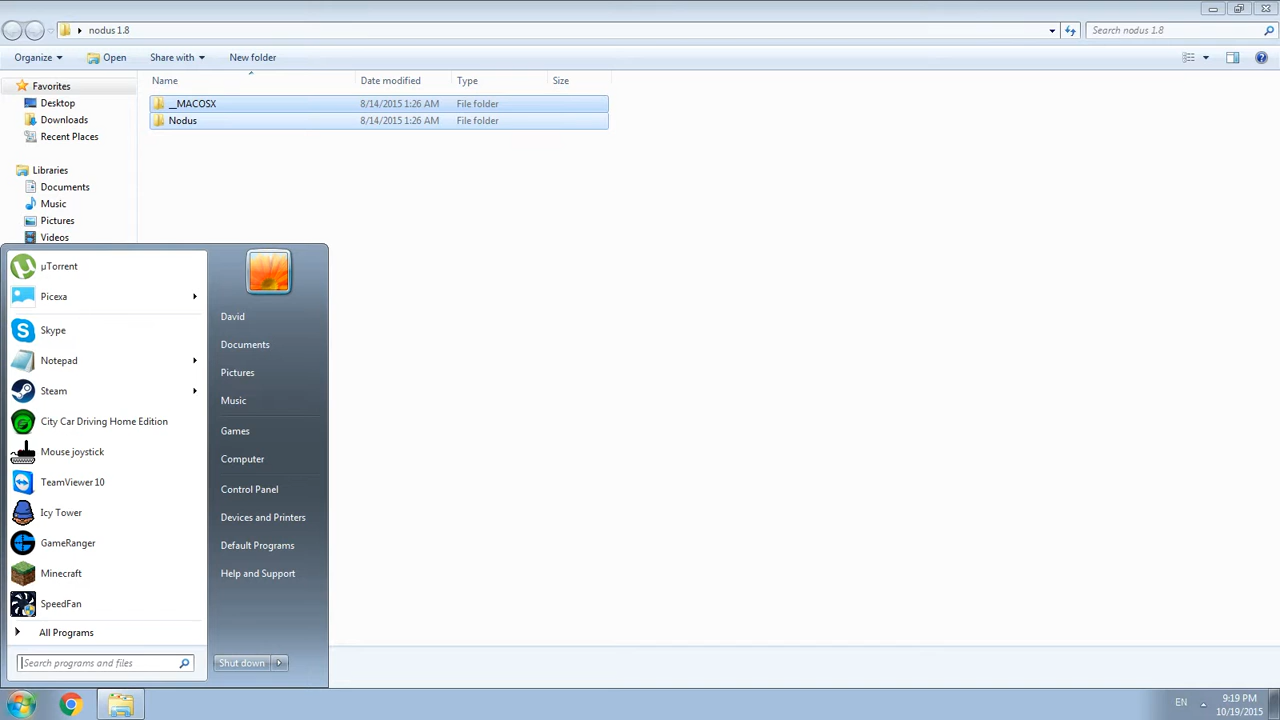 nodus 1.8
Search nodus 1.8
Organize
Open
Share with
New folder
Name
Date modified
Type
Size
Favorites
Desktop
Downloads
Recent Places
Libraries
Documents
Music
Pictures
Videos
__MACOSX 8/14/2015 1:26 AM File folder
Nodus 8/14/2015 1:26 AM File folder
µTorrent
Picexa
Skype
Notepad
Steam
City Car Driving Home Edition
Mouse joystick
TeamViewer 10
Icy Tower
GameRanger
Minecraft
SpeedFan
All Programs
Search programs and files
David
Documents
Pictures
Music
Games
Computer
Control Panel
Devices and Printers
Default Programs
Help and Support
Shut down
EN
9:19 PM
10/19/2015